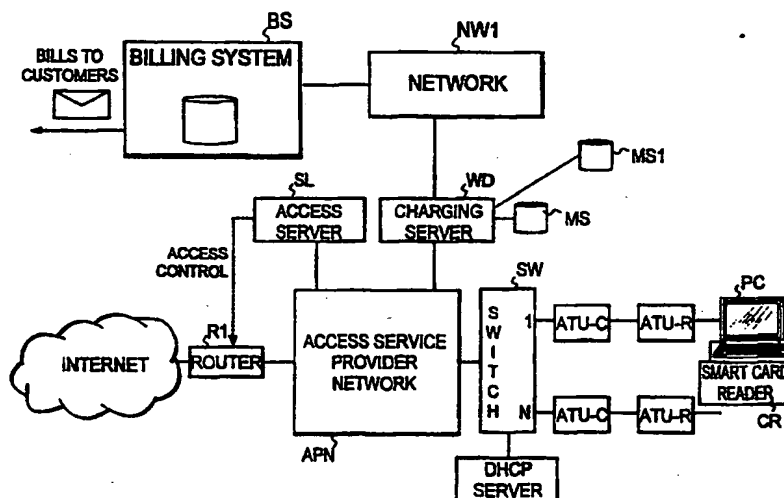 BS
BILLS TO
CUSTOMERS
BILLING SYSTEM
NW1
NETWORK
MS1
SL
ACCESS
SERVER
WD
CHARGING
SERVER
MS
ACCESS
CONTROL
SW
PC
R1
INTERNET
ROUTER
ACCESS SERVICE
PROVIDER
NETWORK
SWITCH
1
ATU-C
ATU-R
SMART CARD
READER
N
ATU-C
ATU-R
CR
APN
DHCP
SERVER